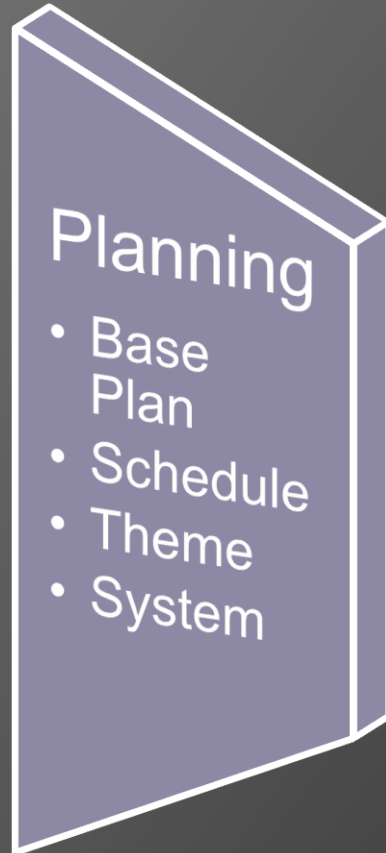 Planning
• Base
Plan
• Schedule
• Theme
• System